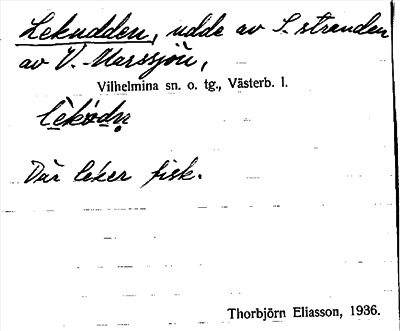 Lekudden, udde av S. stranden
av V. Marssjön,
Vilhelmina sn. o. tg., Västerb. l.
Där leker fisk.
Thorbjörn Eliasson, 1936.